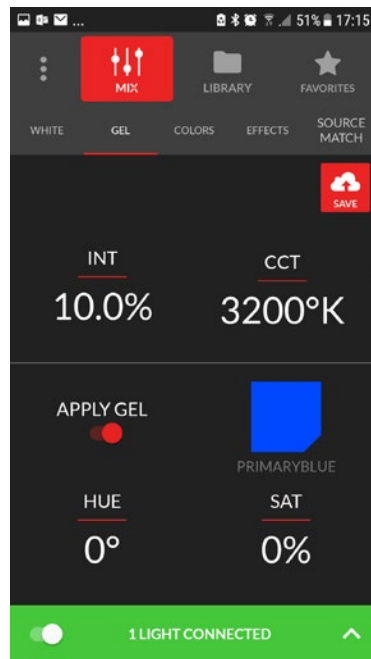 ... 51% 17:15
MIX
LIBRARY
FAVORITES
WHITE
GEL
COLORS
EFFECTS
SOURCE
MATCH
SAVE
INT
CCT
10.0%
3200°K
APPLY GEL
PRIMARYBLUE
HUE
SAT
0°
0%
1 LIGHT CONNECTED